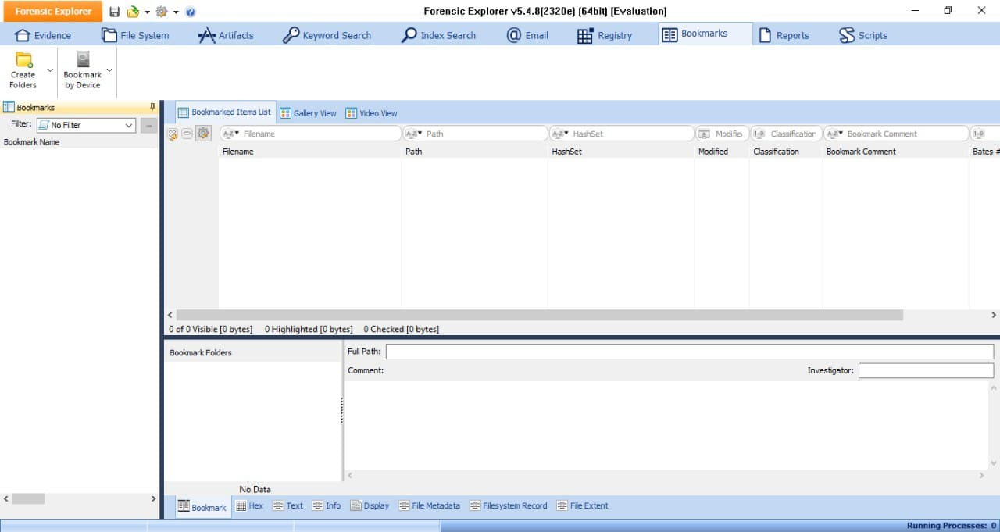 Forensic Explorer
Forensic Explorer v5.4.8(2320e) (64bit) [Evaluation]
Evidence File System Artifacts Keyword Search Index Search Email Registry Bookmarks Reports Scripts
Create Folders
Bookmark by Device
Bookmarks
Filter: No Filter
Bookmark Name
Bookmarked Items List Gallery View Video View
Filename Path HashSet Modifie Classification Bookmark Comment
Filename Path HashSet Modified Classification Bookmark Comment Bates #
0 of 0 Visible [0 bytes] 0 Highlighted [0 bytes] 0 Checked [0 bytes]
Bookmark Folders
Full Path:
Comment: Investigator:
No Data
Bookmark Hex Text Info Display File Metadata Filesystem Record File Extent
Running Processes: 0